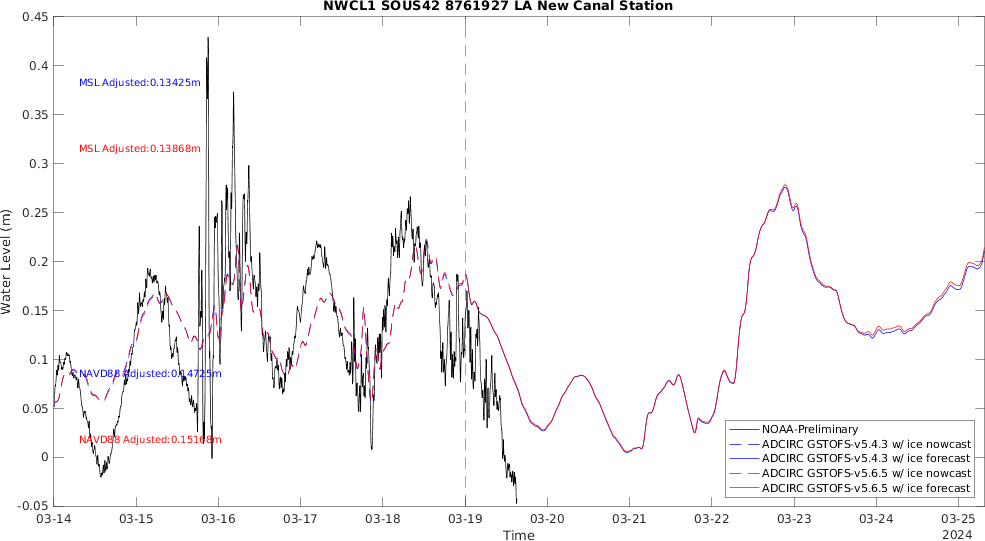 NWCL1 SOUS42 8761927 LA New Canal Station
Water Level (m)
0.45
0.4
0.35
0.3
0.25
0.2
0.15
0.1
0.05
0
-0.05
MSL Adjusted:0.13425m
MSL Adjusted:0.13868m
NAVD88 Adjusted:0.14725m
NAVD88 Adjusted:0.15168m
NOAA-Preliminary
ADCIRC GSTOFS-v5.4.3 w/ ice nowcast
ADCIRC GSTOFS-v5.4.3 w/ ice forecast
ADCIRC GSTOFS-v5.6.5 w/ ice nowcast
ADCIRC GSTOFS-v5.6.5 w/ ice forecast
03-14 03-15 03-16 03-17 03-18 03-19 03-20 03-21 03-22 03-23 03-24 03-25
Time
2024